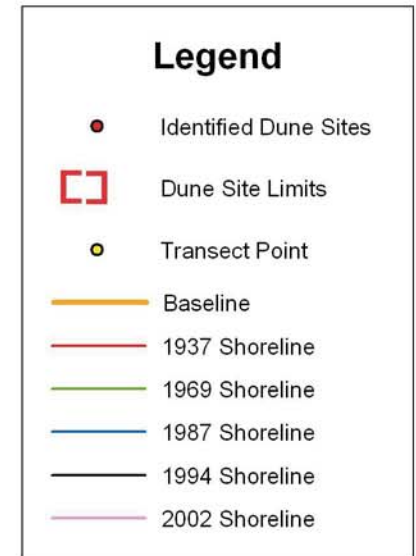 Legend
Identified Dune Sites
Dune Site Limits
Transect Point
Baseline
1937 Shoreline
1969 Shoreline
1987 Shoreline
1994 Shoreline
2002 Shoreline